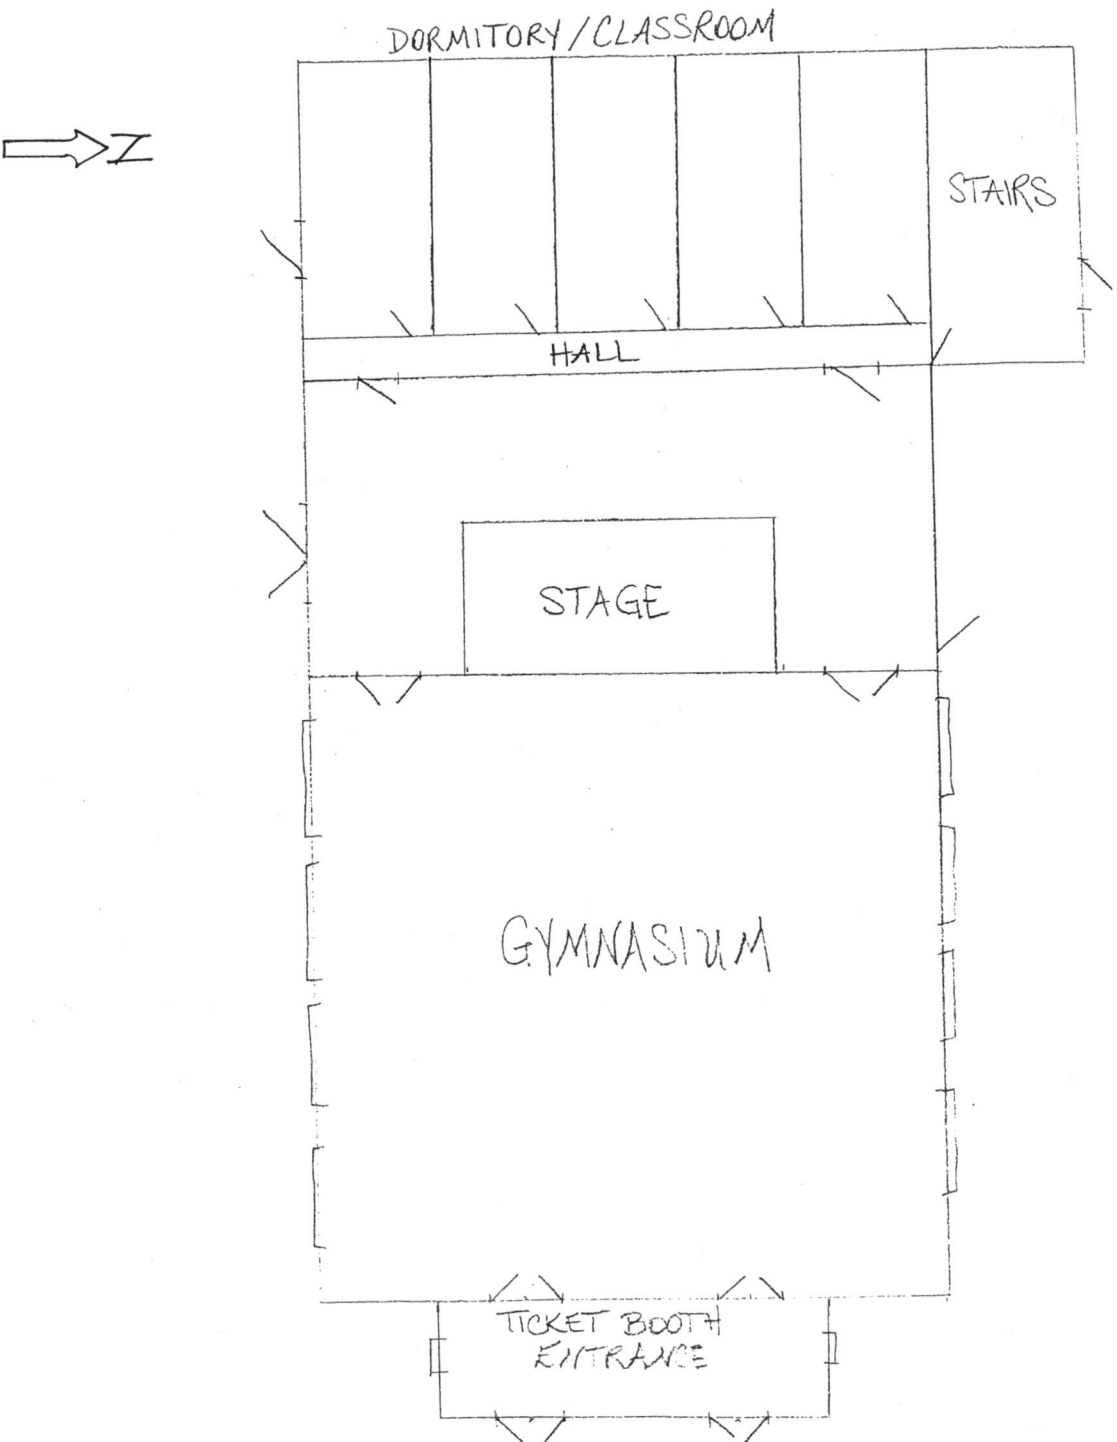 DORMITORY/CLASSROOM
N
STAIRS
HALL
STAGE
GYMNASIUM
TICKET BOOTH
ENTRANCE